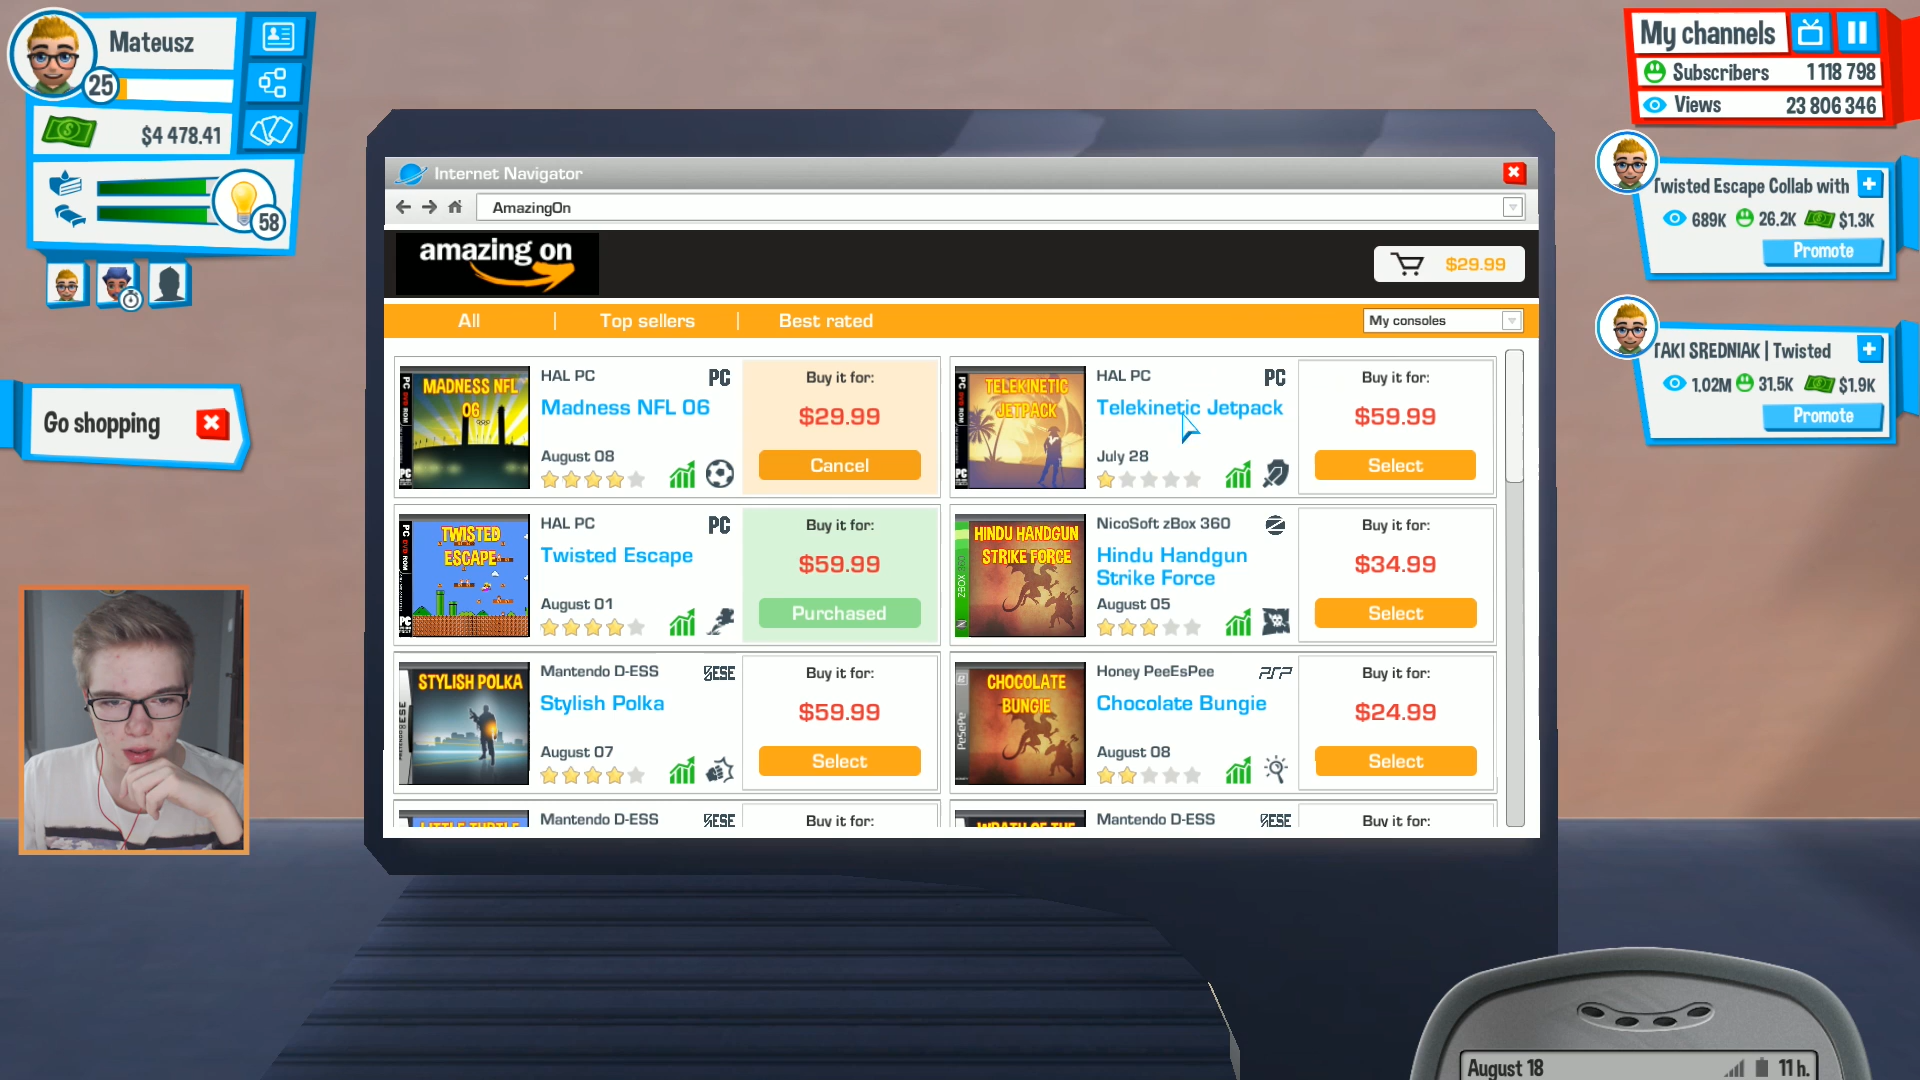 Mateusz
25
$4 478.41
58
Go shopping
My channels
Subscribers 1 118 798
Views 23 806 346
Twisted Escape Collab with
689K 26.2K $1.3K
Promote
TAKI SREDNIAK | Twisted
1.02M 31.5K $1.9K
Promote
Internet Navigator
AmazingOn
amazing on
$29.99
All | Top sellers | Best rated
My consoles
MADNESS NFL 06
HAL PC PC
Madness NFL 06
August 08
Buy it for:
$29.99
Cancel
TELEKINETIC JETPACK
HAL PC PC
Telekinetic Jetpack
July 28
Buy it for:
$59.99
Select
TWISTED ESCAPE
HAL PC PC
Twisted Escape
August 01
Buy it for:
$59.99
Purchased
HINDU HANDGUN STRIKE FORCE
NicoSoft zBox 360
Hindu Handgun
Strike Force
August 05
Buy it for:
$34.99
Select
STYLISH POLKA
Mantendo D-ESS
Stylish Polka
August 07
Buy it for:
$59.99
Select
CHOCOLATE BUNGIE
Honey PeeEsPee
Chocolate Bungie
August 08
Buy it for:
$24.99
Select
Mantendo D-ESS
Buy it for:
Mantendo D-ESS
Buy it for:
August 18
11 h.